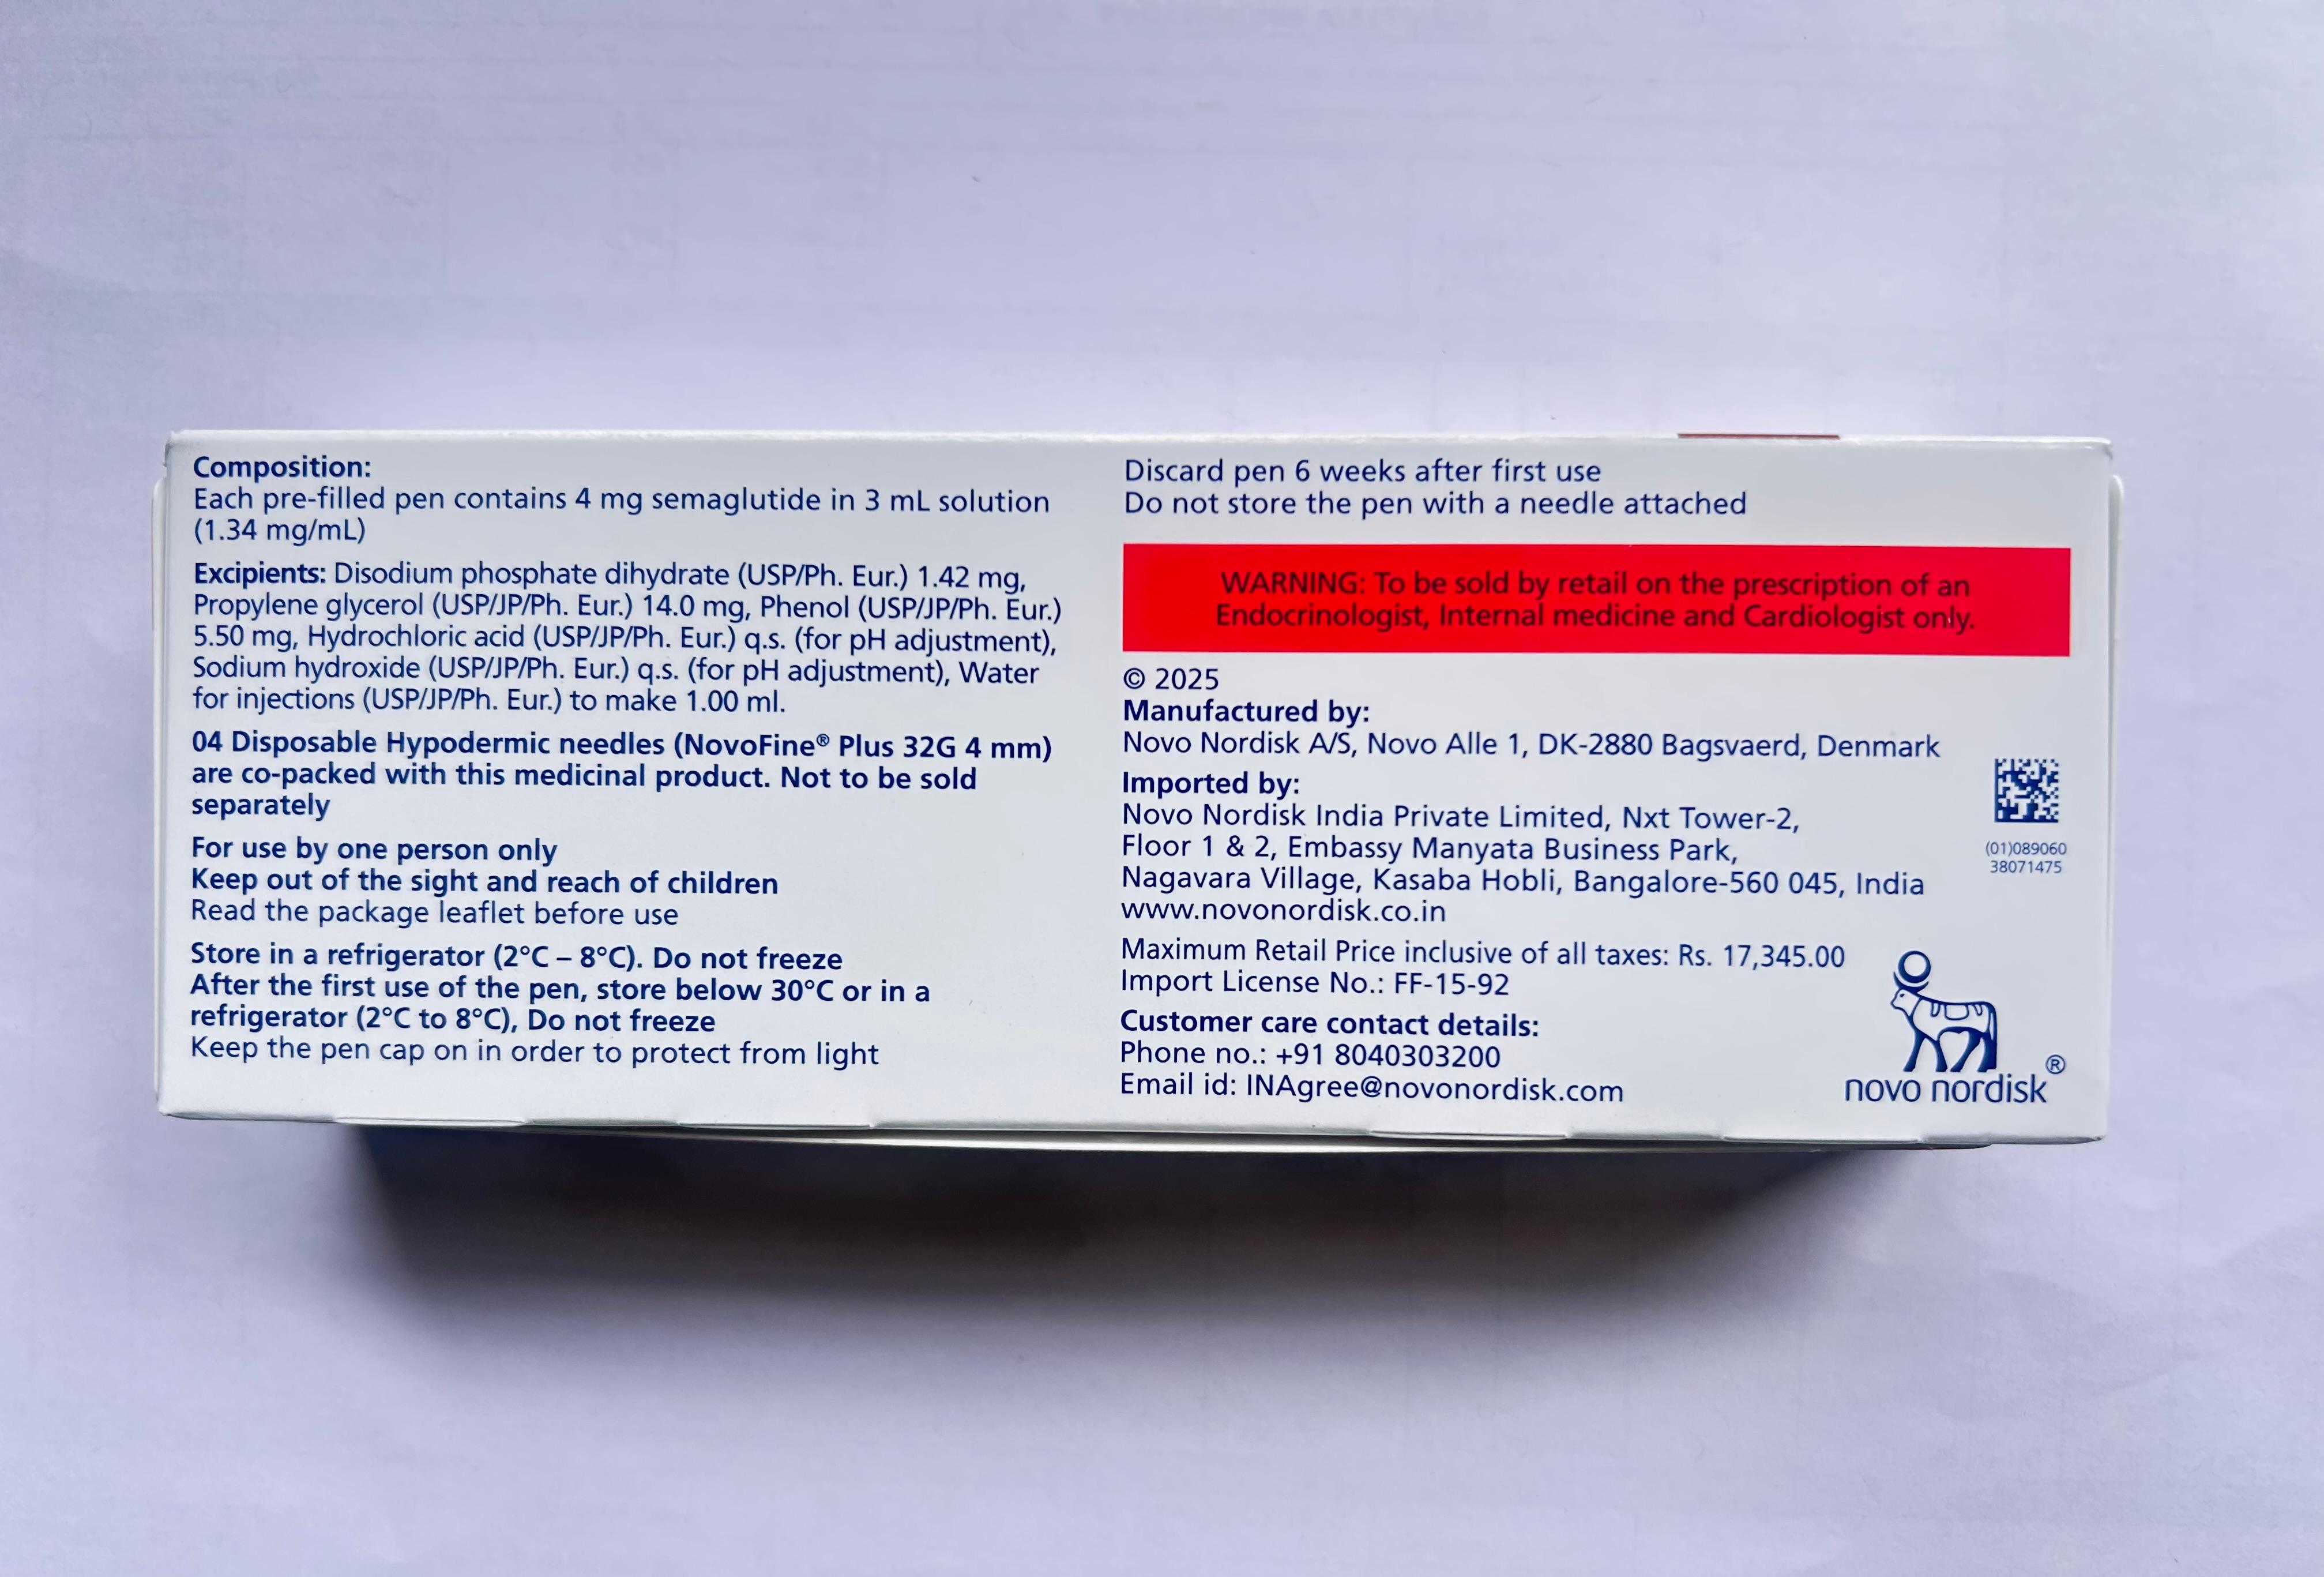 Composition:
Each pre-filled pen contains 4 mg semaglutide in 3 mL solution
(1.34 mg/mL)
Excipients: Disodium phosphate dihydrate (USP/Ph. Eur.) 1.42 mg,
Propylene glycerol (USP/JP/Ph. Eur.) 14.0 mg, Phenol (USP/JP/Ph. Eur.)
5.50 mg, Hydrochloric acid (USP/JP/Ph. Eur.) q.s. (for pH adjustment),
Sodium hydroxide (USP/JP/Ph. Eur.) q.s. (for pH adjustment), Water
for injections (USP/JP/Ph. Eur.) to make 1.00 ml.
04 Disposable Hypodermic needles (NovoFine® Plus 32G 4 mm)
are co-packed with this medicinal product. Not to be sold
separately
For use by one person only
Keep out of the sight and reach of children
Read the package leaflet before use
Store in a refrigerator (2°C – 8°C). Do not freeze
After the first use of the pen, store below 30°C or in a
refrigerator (2°C to 8°C), Do not freeze
Keep the pen cap on in order to protect from light
Discard pen 6 weeks after first use
Do not store the pen with a needle attached
WARNING: To be sold by retail on the prescription of an
Endocrinologist, Internal medicine and Cardiologist only.
© 2025
Manufactured by:
Novo Nordisk A/S, Novo Alle 1, DK-2880 Bagsvaerd, Denmark
Imported by:
Novo Nordisk India Private Limited, Nxt Tower-2,
Floor 1 & 2, Embassy Manyata Business Park,
Nagavara Village, Kasaba Hobli, Bangalore-560 045, India
www.novonordisk.co.in
(01)089060
38071475
Maximum Retail Price inclusive of all taxes: Rs. 17,345.00
Import License No.: FF-15-92
Customer care contact details:
Phone no.: +91 8040303200
Email id: INAgree@novonordisk.com
novo nordisk®